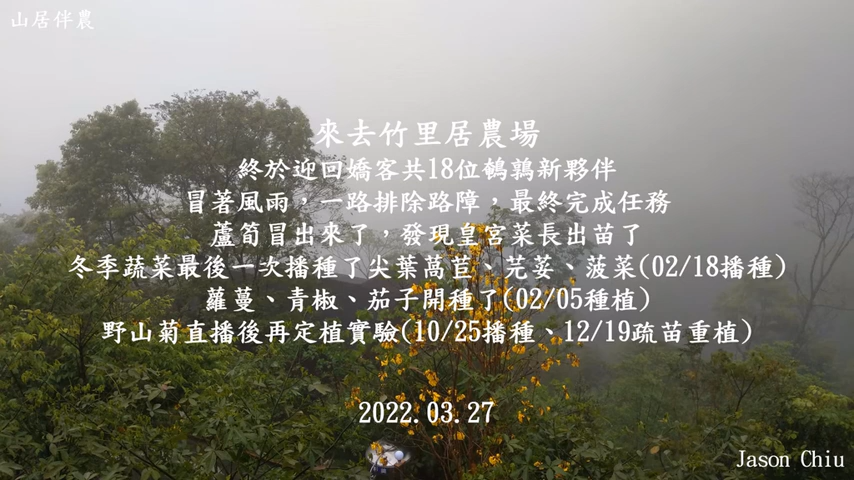 山居伴農
來去竹里居農場
終於迎回嬌客共18位鵪鶉新夥伴
冒著風雨，一路排除路障，最終完成任務
蘆筍冒出來了，發現皇宮菜長出苗了
冬季蔬菜最後一次播種了尖葉萵苣、芫荽、菠菜(02/18播種)
蘿蔓、青椒、茄子開種了(02/05種植)
野山菊直播後再定植實驗(10/25播種、12/19疏苗重植)
2022.03.27
Jason Chiu